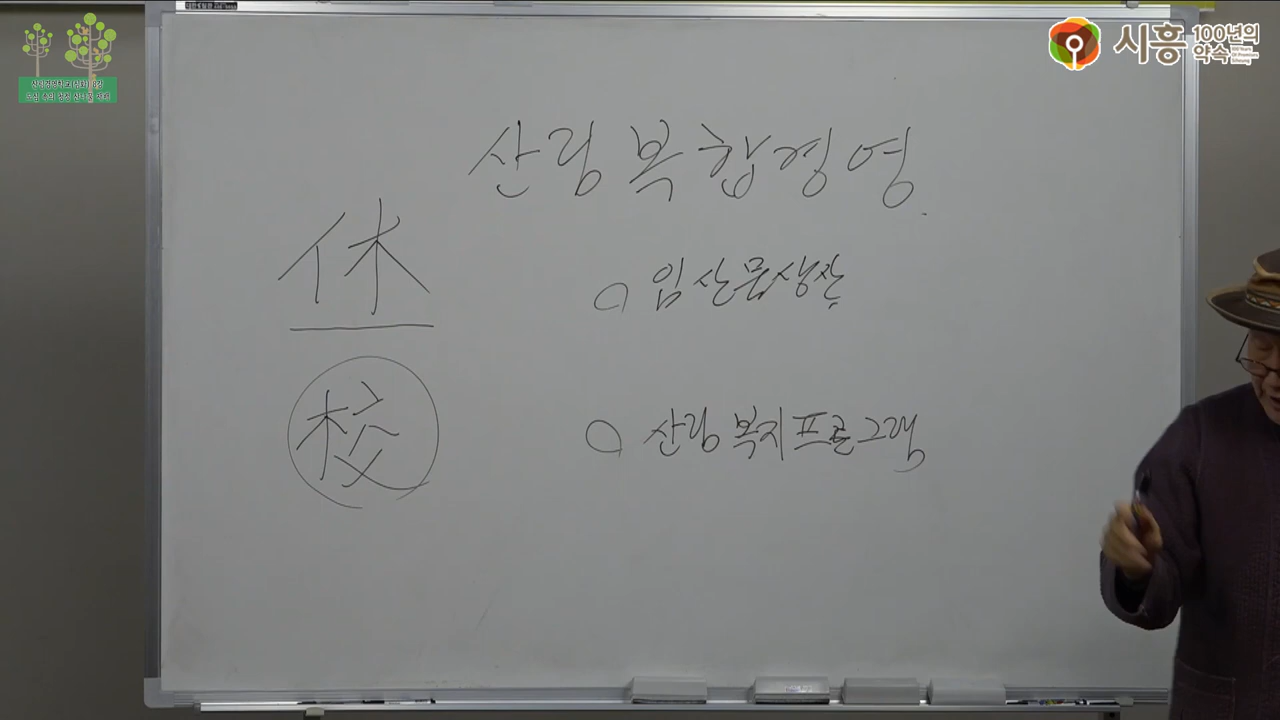 시흥 100년의 약속
산림복합경영
休
임산물생산
校
산림복지프로그램